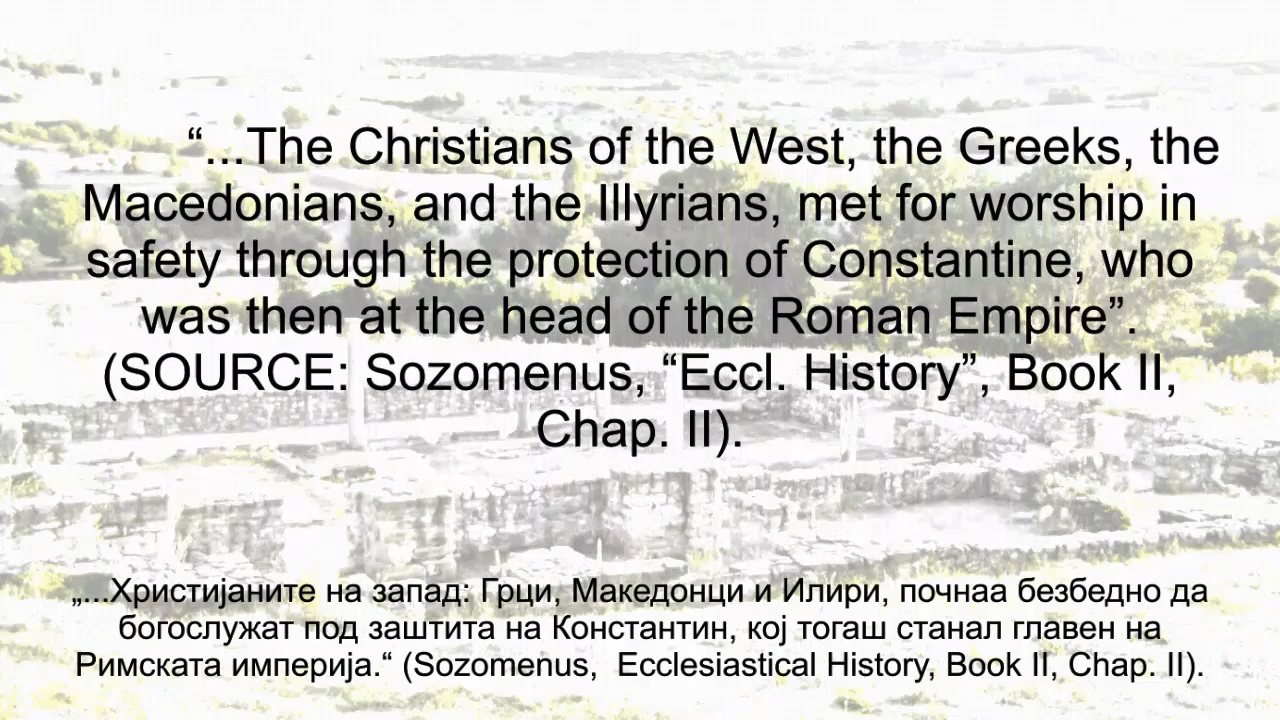 “...The Christians of the West, the Greeks, the
Macedonians, and the Illyrians, met for worship in
safety through the protection of Constantine, who
was then at the head of the Roman Empire”.
(SOURCE: Sozomenus, “Eccl. History”, Book II,
Chap. II).
„...Христијаните на запад: Грци, Македонци и Илири, почнаа безбедно да
богослужат под заштита на Константин, кој тогаш станал главен на
Римската империја.“ (Sozomenus,  Ecclesiastical History, Book II, Chap. II).